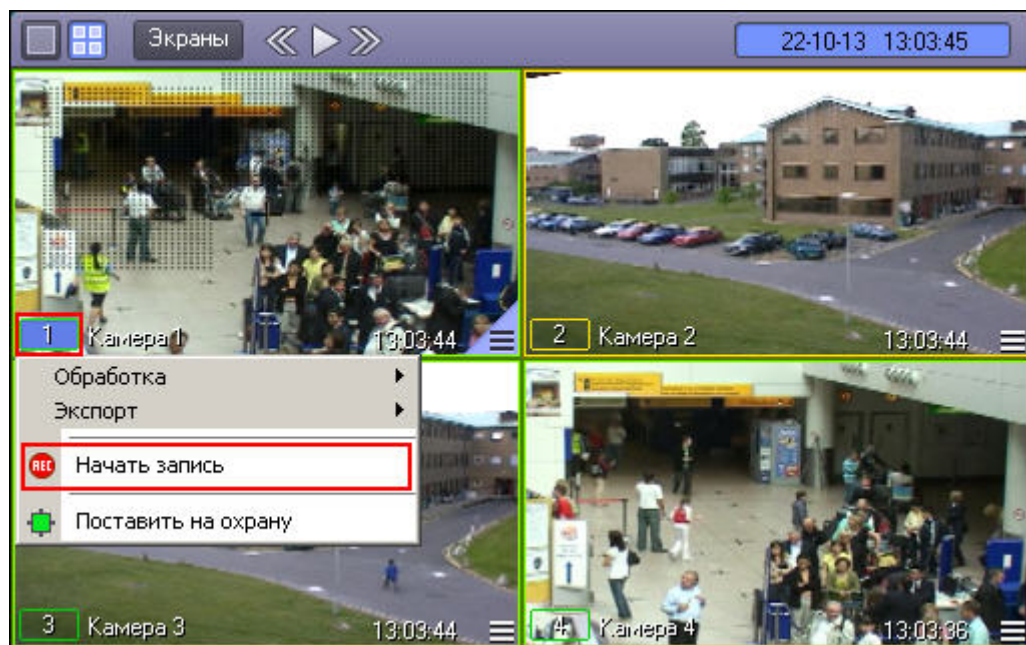 Экраны
22-10-13 13:03:45
1 Камера 1 13:03:44
2 Камера 2 13:03:44
Обработка
Экспорт
REC Начать запись
Поставить на охрану
3 Камера 3 13:03:44
4 Камера 4 13:03:36